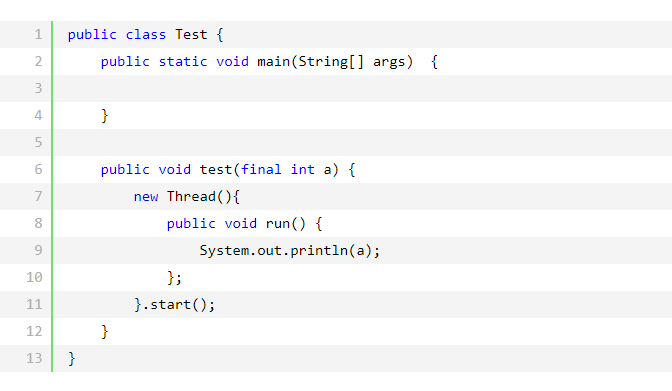 1 public class Test {
2     public static void main(String[] args)  {
3
4     }
5
6     public void test(final int a) {
7         new Thread(){
8             public void run() {
9                 System.out.println(a);
10             };
11         }.start();
12     }
13 }